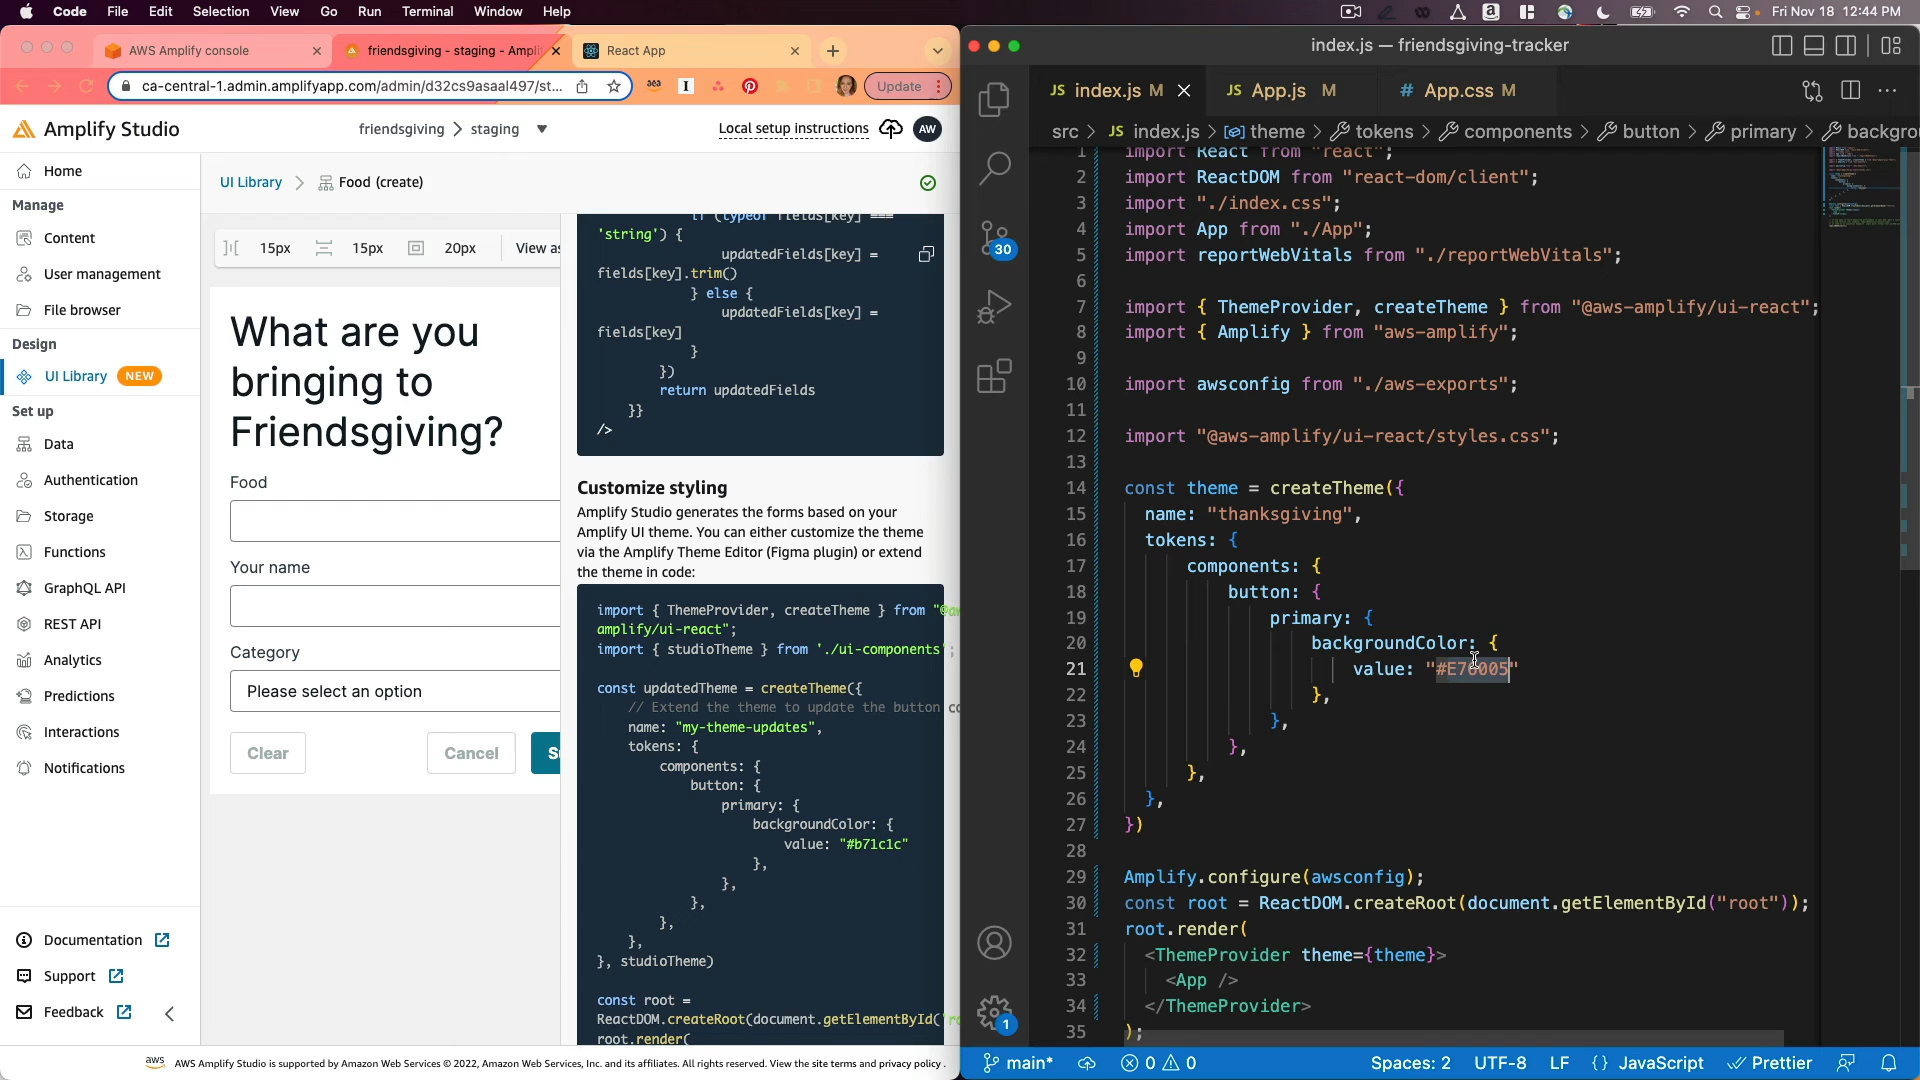 Code File Edit Selection View Go Run Terminal Window Help Fri Nov 18 12:44 PM
AWS Amplify console
friendsgiving - staging - Ampli
React App
ca-central-1.admin.amplifyapp.com/admin/d32cs9asaal497/st...
Update
Amplify Studio
friendsgiving > staging
Local setup instructions
AW
Home
Manage
Content
User management
File browser
Design
UI Library NEW
Set up
Data
Authentication
Storage
Functions
GraphQL API
REST API
Analytics
Predictions
Interactions
Notifications
Documentation
Support
Feedback
UI Library > Food (create)
15px 15px 20px View as
What are you
bringing to
Friendsgiving?
Food
Your name
Category
Please select an option
Clear Cancel
if (typeof fields[key] ===
'string') {
updatedFields[key] =
fields[key].trim()
} else {
updatedFields[key] =
fields[key]
}
})
return updatedFields
}}
/>
Customize styling
Amplify Studio generates the forms based on your
Amplify UI theme. You can either customize the theme
via the Amplify Theme Editor (Figma plugin) or extend
the theme in code:
import { ThemeProvider, createTheme } from "@aw
amplify/ui-react";
import { studioTheme } from './ui-components';
const updatedTheme = createTheme({
// Extend the theme to update the button co
name: "my-theme-updates",
tokens: {
components: {
button: {
primary: {
backgroundColor: {
value: "#b71c1c"
},
},
},
},
},
}, studioTheme)
const root =
ReactDOM.createRoot(document.getElementById("ro
root.render(
aws AWS Amplify Studio is supported by Amazon Web Services © 2022, Amazon Web Services, Inc. and its affiliates. All rights reserved. View the site terms and privacy policy.
index.js — friendsgiving-tracker
JS index.js M
JS App.js M
# App.css M
src > JS index.js > theme > tokens > components > button > primary > backgro
30
1
1 import React from "react";
2 import ReactDOM from "react-dom/client";
3 import "./index.css";
4 import App from "./App";
5 import reportWebVitals from "./reportWebVitals";
6
7 import { ThemeProvider, createTheme } from "@aws-amplify/ui-react";
8 import { Amplify } from "aws-amplify";
9
10 import awsconfig from "./aws-exports";
11
12 import "@aws-amplify/ui-react/styles.css";
13
14 const theme = createTheme({
15 name: "thanksgiving",
16 tokens: {
17 components: {
18 button: {
19 primary: {
20 backgroundColor: {
21 value: "#E76005"
22 },
23 },
24 },
25 },
26 },
27 })
28
29 Amplify.configure(awsconfig);
30 const root = ReactDOM.createRoot(document.getElementById("root"));
31 root.render(
32 <ThemeProvider theme={theme}>
33 <App />
34 </ThemeProvider>
35 );
main* 0 0 Spaces: 2 UTF-8 LF {} JavaScript Prettier